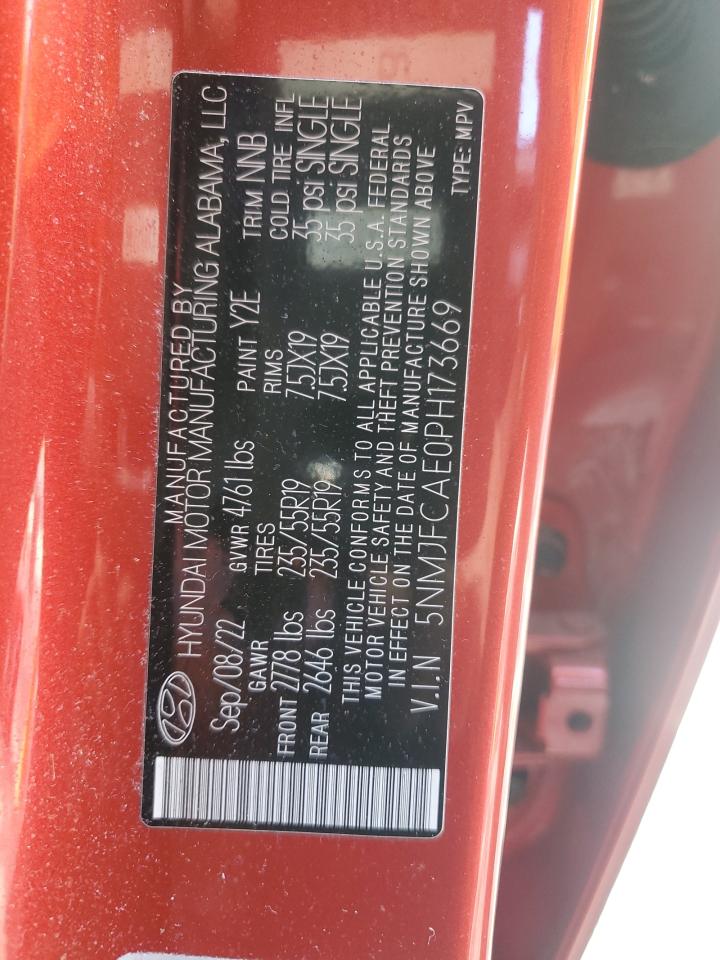 MANUFACTURED BY
HYUNDAI MOTOR MANUFACTURING ALABAMA, LLC
Sep/08/22 GVWR 4761 lbs PAINT Y2E TRIM NNB
GAWR TIRES RIMS COLD TIRE INFL
FRONT 2778 lbs 235/55R19 7.5JX19 35 psi SINGLE
REAR 2646 lbs 235/55R19 7.5JX19 35 psi SINGLE
THIS VEHICLE CONFORMS TO ALL APPLICABLE U.S.A. FEDERAL
MOTOR VEHICLE SAFETY AND THEFT PREVENTION STANDARDS
IN EFFECT ON THE DATE OF MANUFACTURE SHOWN ABOVE
V.I.N 5NMJFCAE0PH173669 TYPE: MPV